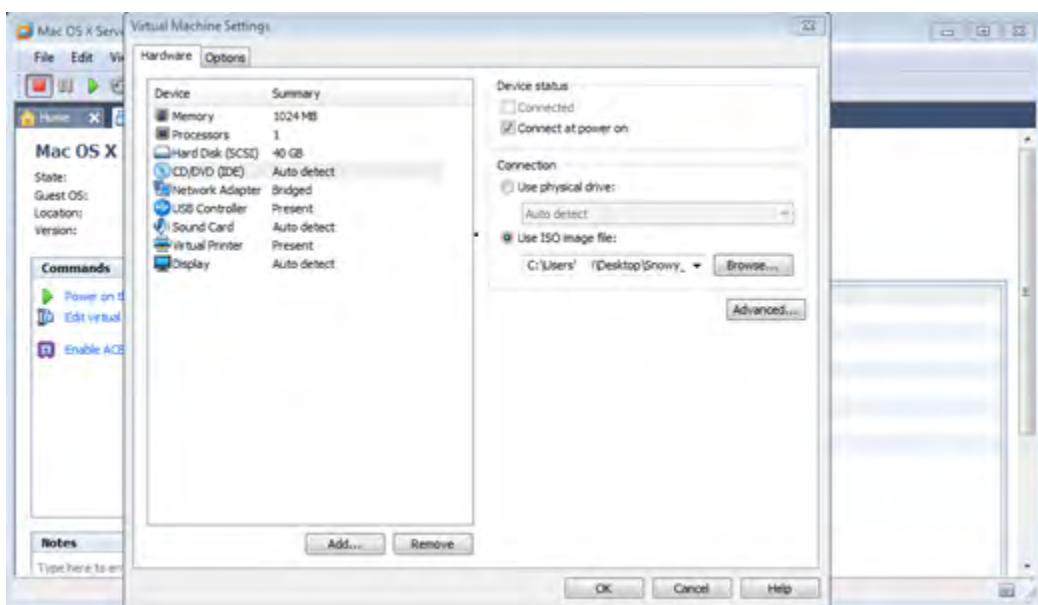 Mac OS X Serv
Virtual Machine Settings
File Edit Vi
Hardware Options
Home
Mac OS X
State:
Guest OS:
Location:
Version:
Commands
Power on t
Edit virtual
Enable ACE
Notes
Type here to en
Device Summary
Memory 1024 MB
Processors 1
Hard Disk (SCSI) 40 GB
CD/DVD (IDE) Auto detect
Network Adapter Bridged
USB Controller Present
Sound Card Auto detect
Virtual Printer Present
Display Auto detect
Add... Remove
Device status
Connected
Connect at power on
Connection
Use physical drive:
Auto detect
Use ISO image file:
C:\Users\ \Desktop\Snowy_ Browse...
Advanced...
OK Cancel Help